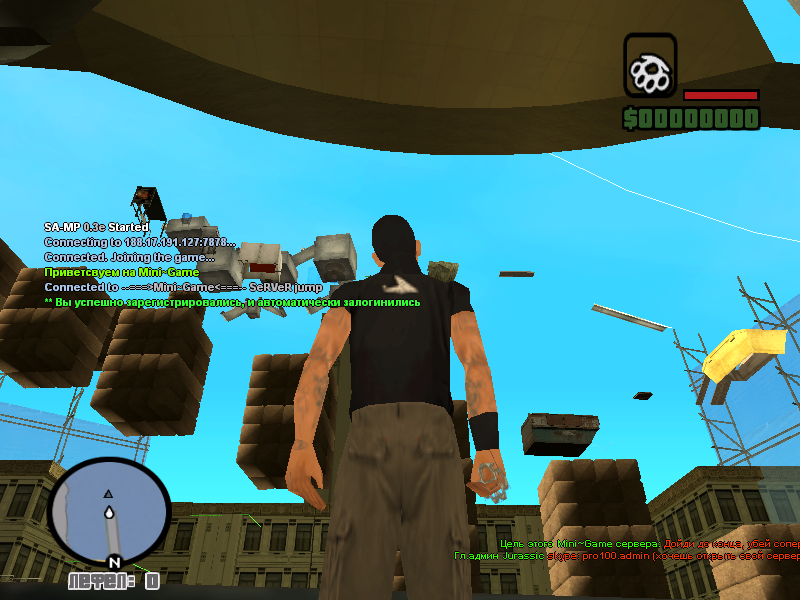 $00000000
SA-MP 0.3e Started
Connecting to 188.17.191.127:7878...
Connected. Joining the game...
Приветсвуем на Mini~Game
Connected to --==>Mini~Game<==-- SeRVeR jump
** Вы успешно зарегистрировались, и автоматически залогинились
Цель этого Mini~Game сервера: Дойди до конца, убей сопер
Гл.админ Jurassic skype:pro100.admin (хочешь открыть свой сервер
N
0